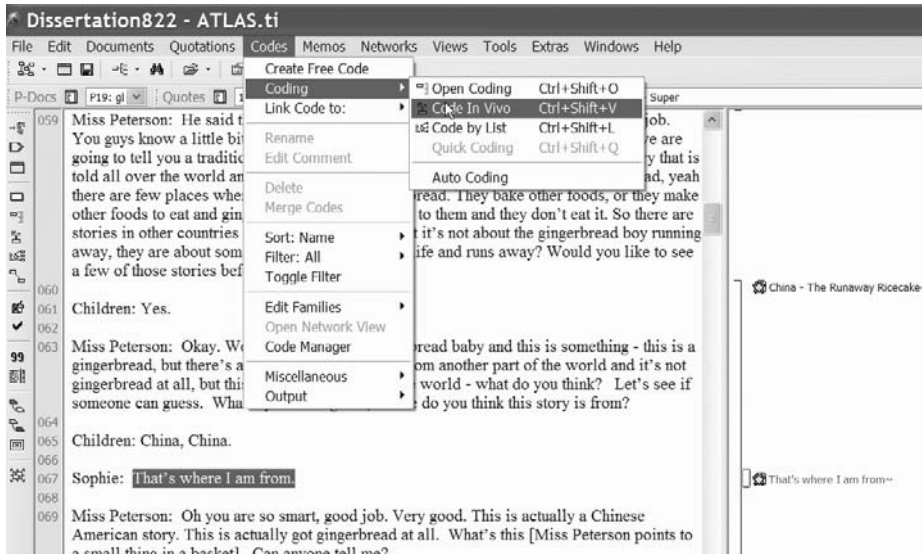 Dissertation822 - ATLAS.ti
File Edit Documents Quotations Codes Memos Networks Views Tools Extras Windows Help
P-Docs P19: gl Quotes 1 Super
Create Free Code
Coding
Link Code to:
Rename
Edit Comment
Delete
Merge Codes
Sort: Name
Filter: All
Toggle Filter
Edit Families
Open Network View
Code Manager
Miscellaneous
Output
Open Coding Ctrl+Shift+O
Code In Vivo Ctrl+Shift+V
Code by List Ctrl+Shift+L
Quick Coding Ctrl+Shift+Q
Auto Coding
059 Miss Peterson: He said t job.
You guys know a little bi ve are
going to tell you a traditio y that is
told all over the world an ad, yeah
there are few places whe read. They bake other foods, or they make
other foods to eat and gin to them and they don't eat it. So there are
stories in other countries t it's not about the gingerbread boy running
away, they are about som ife and runs away? Would you like to see
a few of those stories bef
060
061 Children: Yes.
062
063 Miss Peterson: Okay. We read baby and this is something - this is a
gingerbread, but there's a om another part of the world and it's not
gingerbread at all, but thi world - what do you think? Let's see if
someone can guess. Wha do you think this story is from?
064
065 Children: China, China.
066
067 Sophie: That's where I am from.
068
069 Miss Peterson: Oh you are so smart, good job. Very good. This is actually a Chinese
American story. This is actually got gingerbread at all. What's this [Miss Peterson points to
a small thing in a basket]. Can anyone tell me?
China - The Runaway Ricecake
That's where I am from~
99